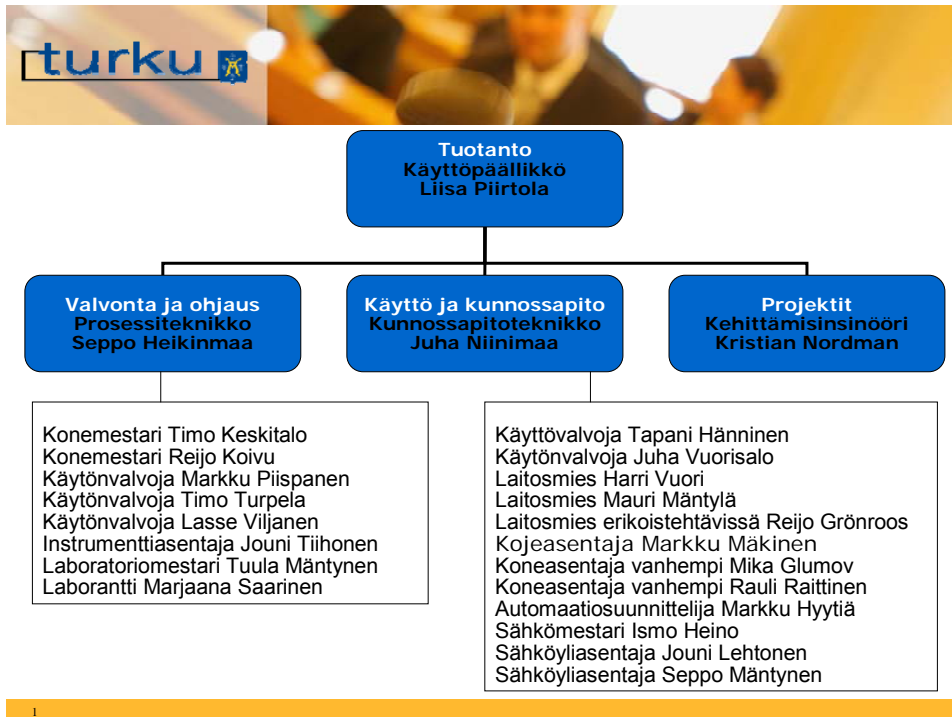 turku
Tuotanto
Käyttöpäällikkö
Liisa Piirtola
Valvonta ja ohjaus
Prosessiteknikko
Seppo Heikinmaa
Käyttö ja kunnossapito
Kunnossapitoteknikko
Juha Niinimaa
Projektit
Kehittämisinsinööri
Kristian Nordman
Konemestari Timo Keskitalo
Konemestari Reijo Koivu
Käytönvalvoja Markku Piispanen
Käytönvalvoja Timo Turpela
Käytönvalvoja Lasse Viljanen
Instrumenttiasentaja Jouni Tiihonen
Laboratoriomestari Tuula Mäntynen
Laborantti Marjaana Saarinen
Käyttövalvoja Tapani Hänninen
Käytönvalvoja Juha Vuorisalo
Laitosmies Harri Vuori
Laitosmies Mauri Mäntylä
Laitosmies erikoistehtävissä Reijo Grönroos
Kojeasentaja Markku Mäkinen
Koneasentaja vanhempi Mika Glumov
Koneasentaja vanhempi Rauli Raittinen
Automaatiosuunnittelija Markku Hyytiä
Sähkömestari Ismo Heino
Sähköyliasentaja Jouni Lehtonen
Sähköyliasentaja Seppo Mäntynen
1